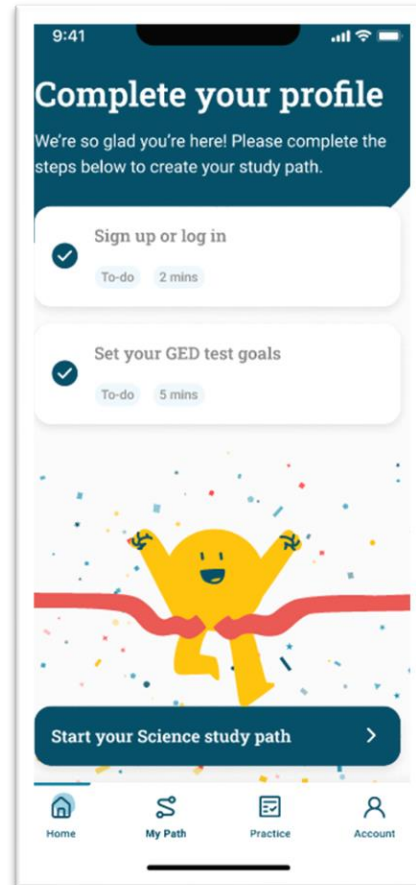 9:41
Complete your profile
We're so glad you're here! Please complete the
steps below to create your study path.
Sign up or log in
To-do 2 mins
Set your GED test goals
To-do 5 mins
Start your Science study path
Home My Path Practice Account